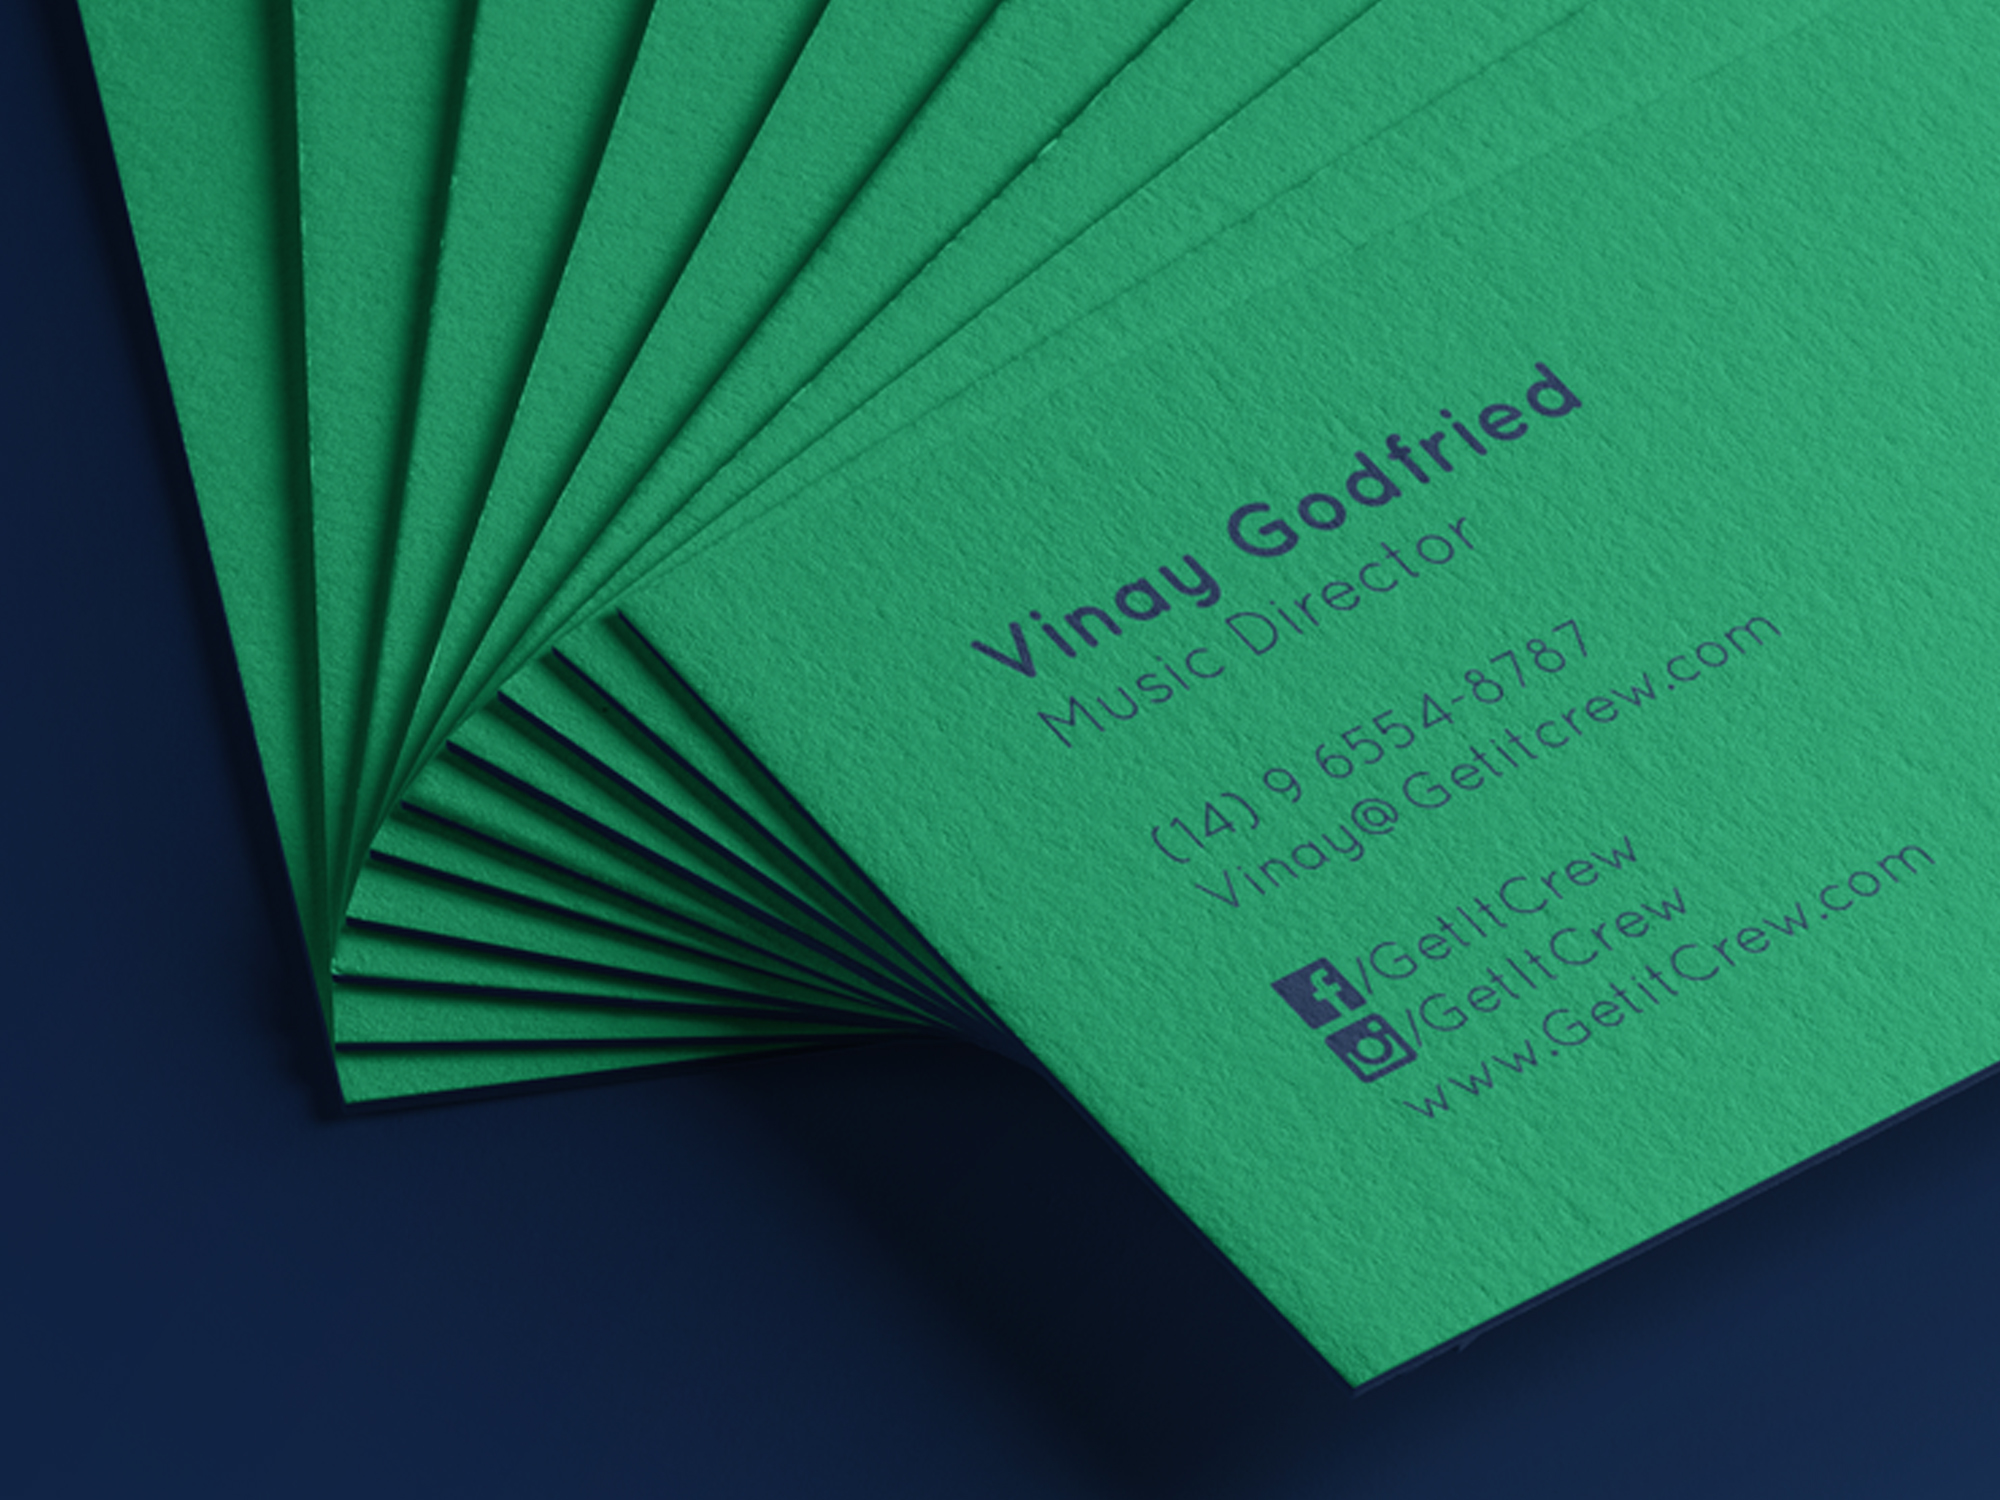 Vinay Godfried
Music Director
(14) 9 6554-8787
Vinay@Getitcrew.com
/GetItCrew
/GetItCrew
www.GetitCrew.com